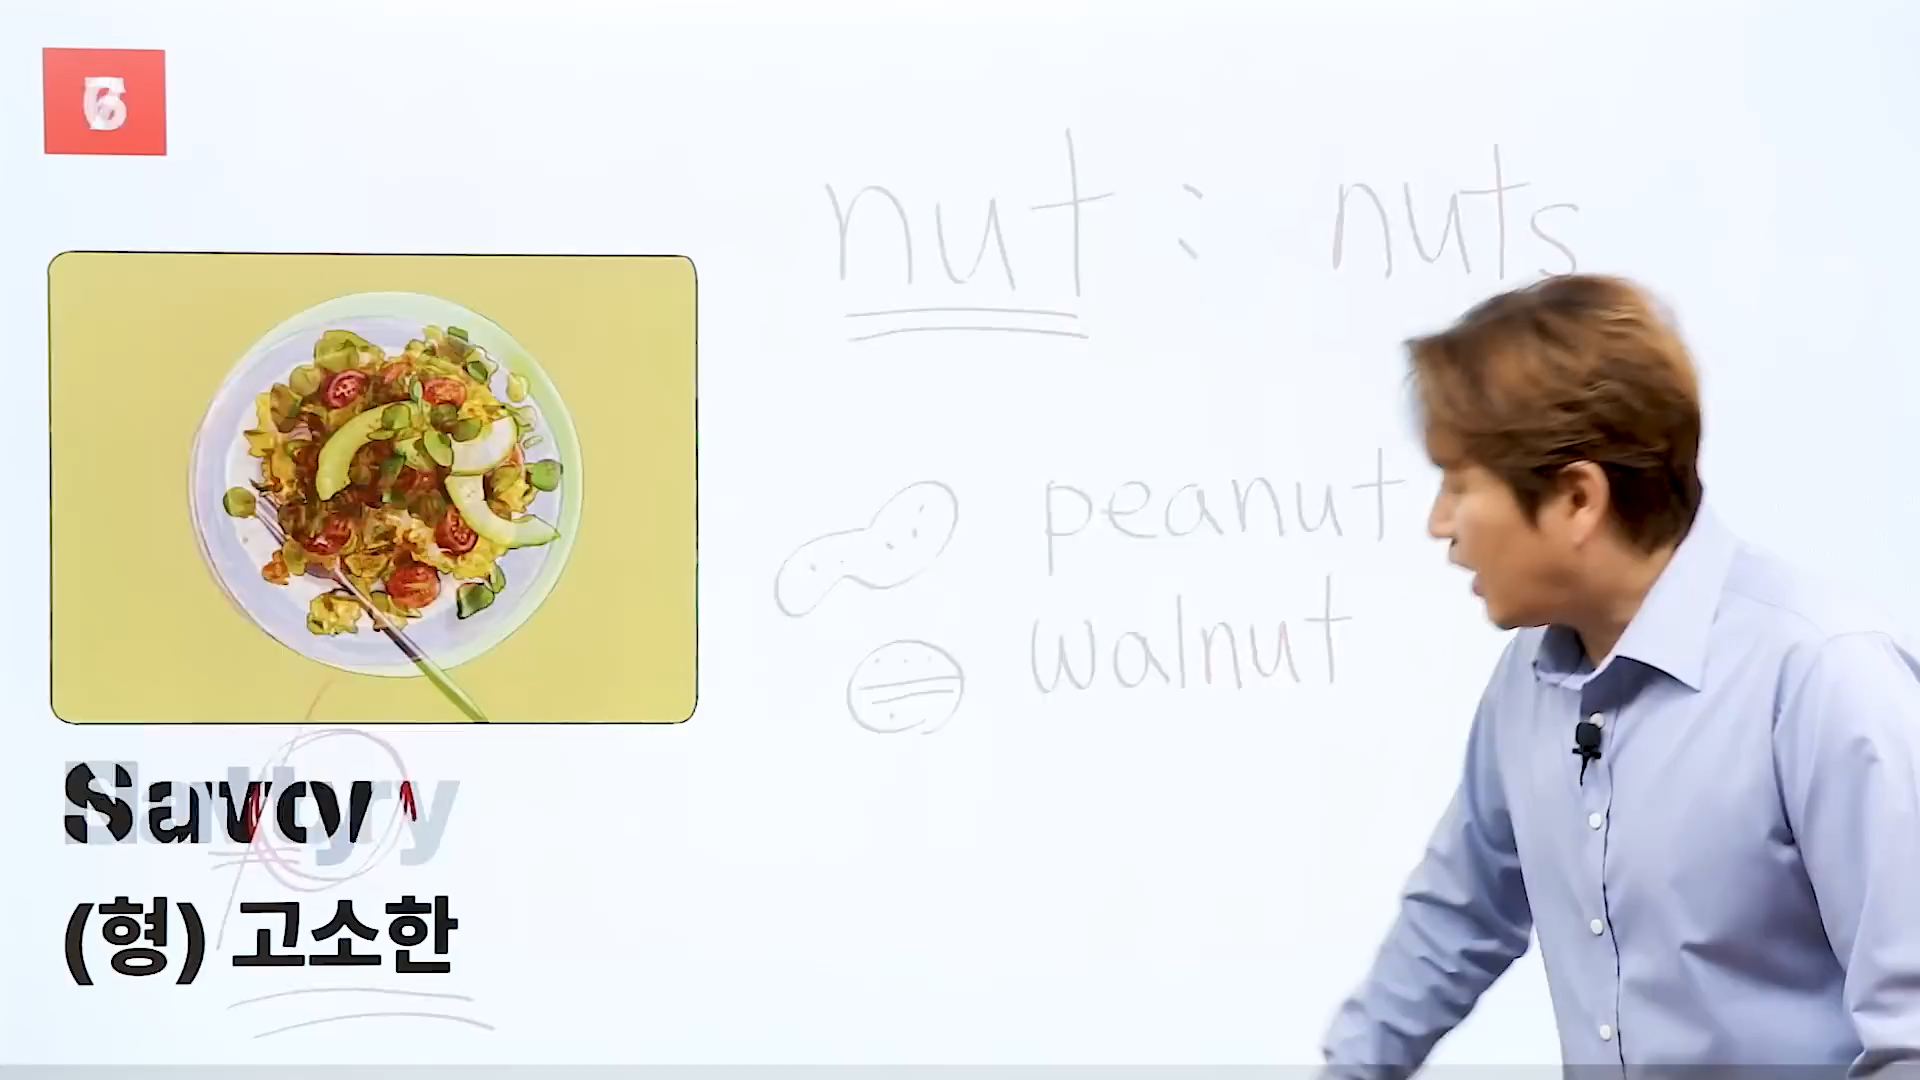 nut : nuts
peanut
walnut
(형) 고소한